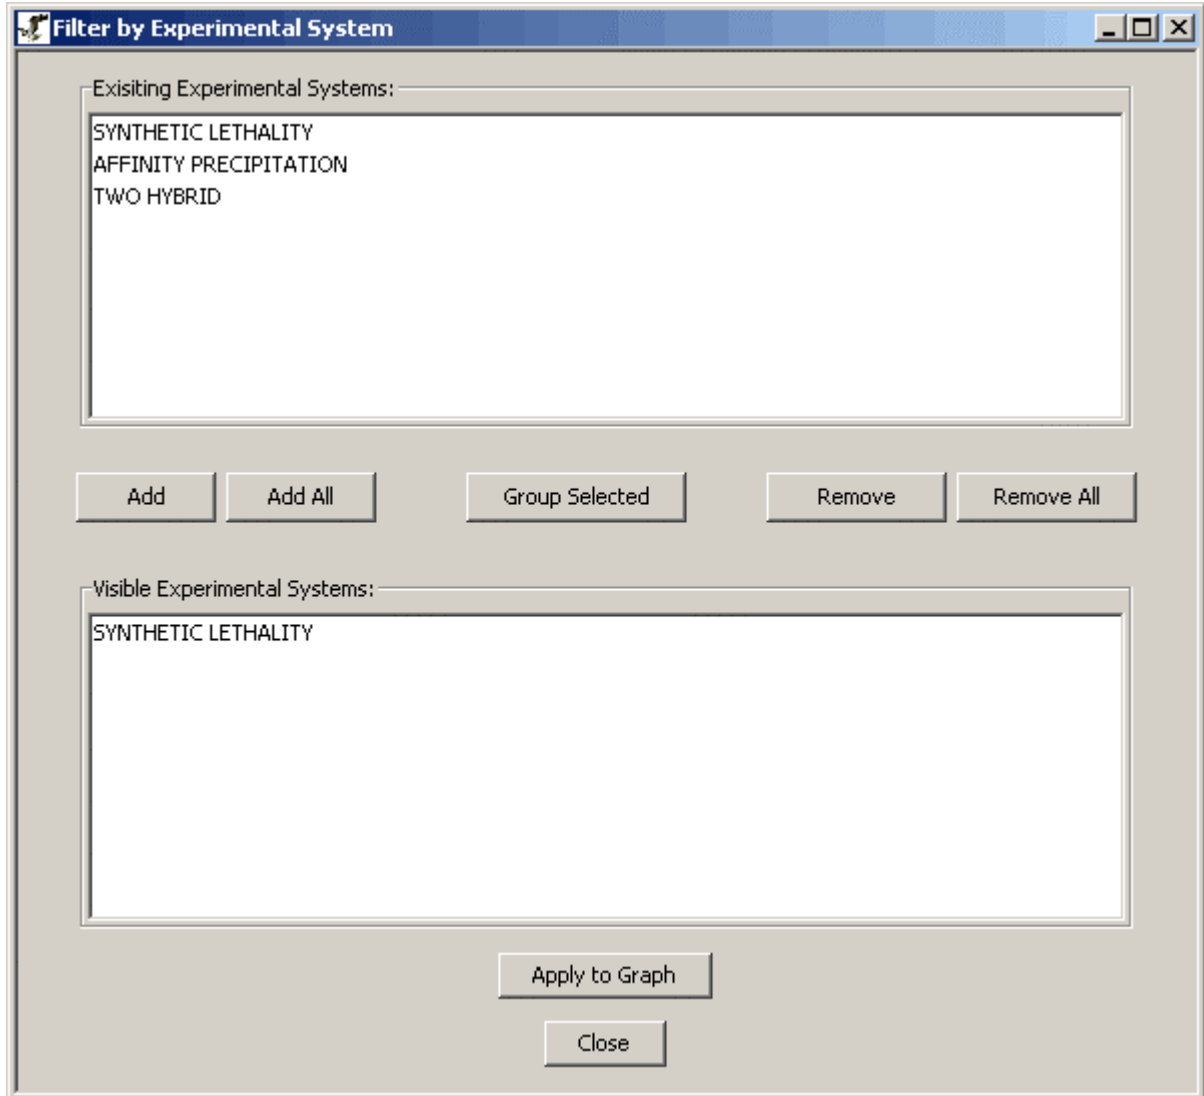 Filter by Experimental System
Exisiting Experimental Systems:
SYNTHETIC LETHALITY
AFFINITY PRECIPITATION
TWO HYBRID
Add Add All Group Selected Remove Remove All
Visible Experimental Systems:
SYNTHETIC LETHALITY
Apply to Graph
Close